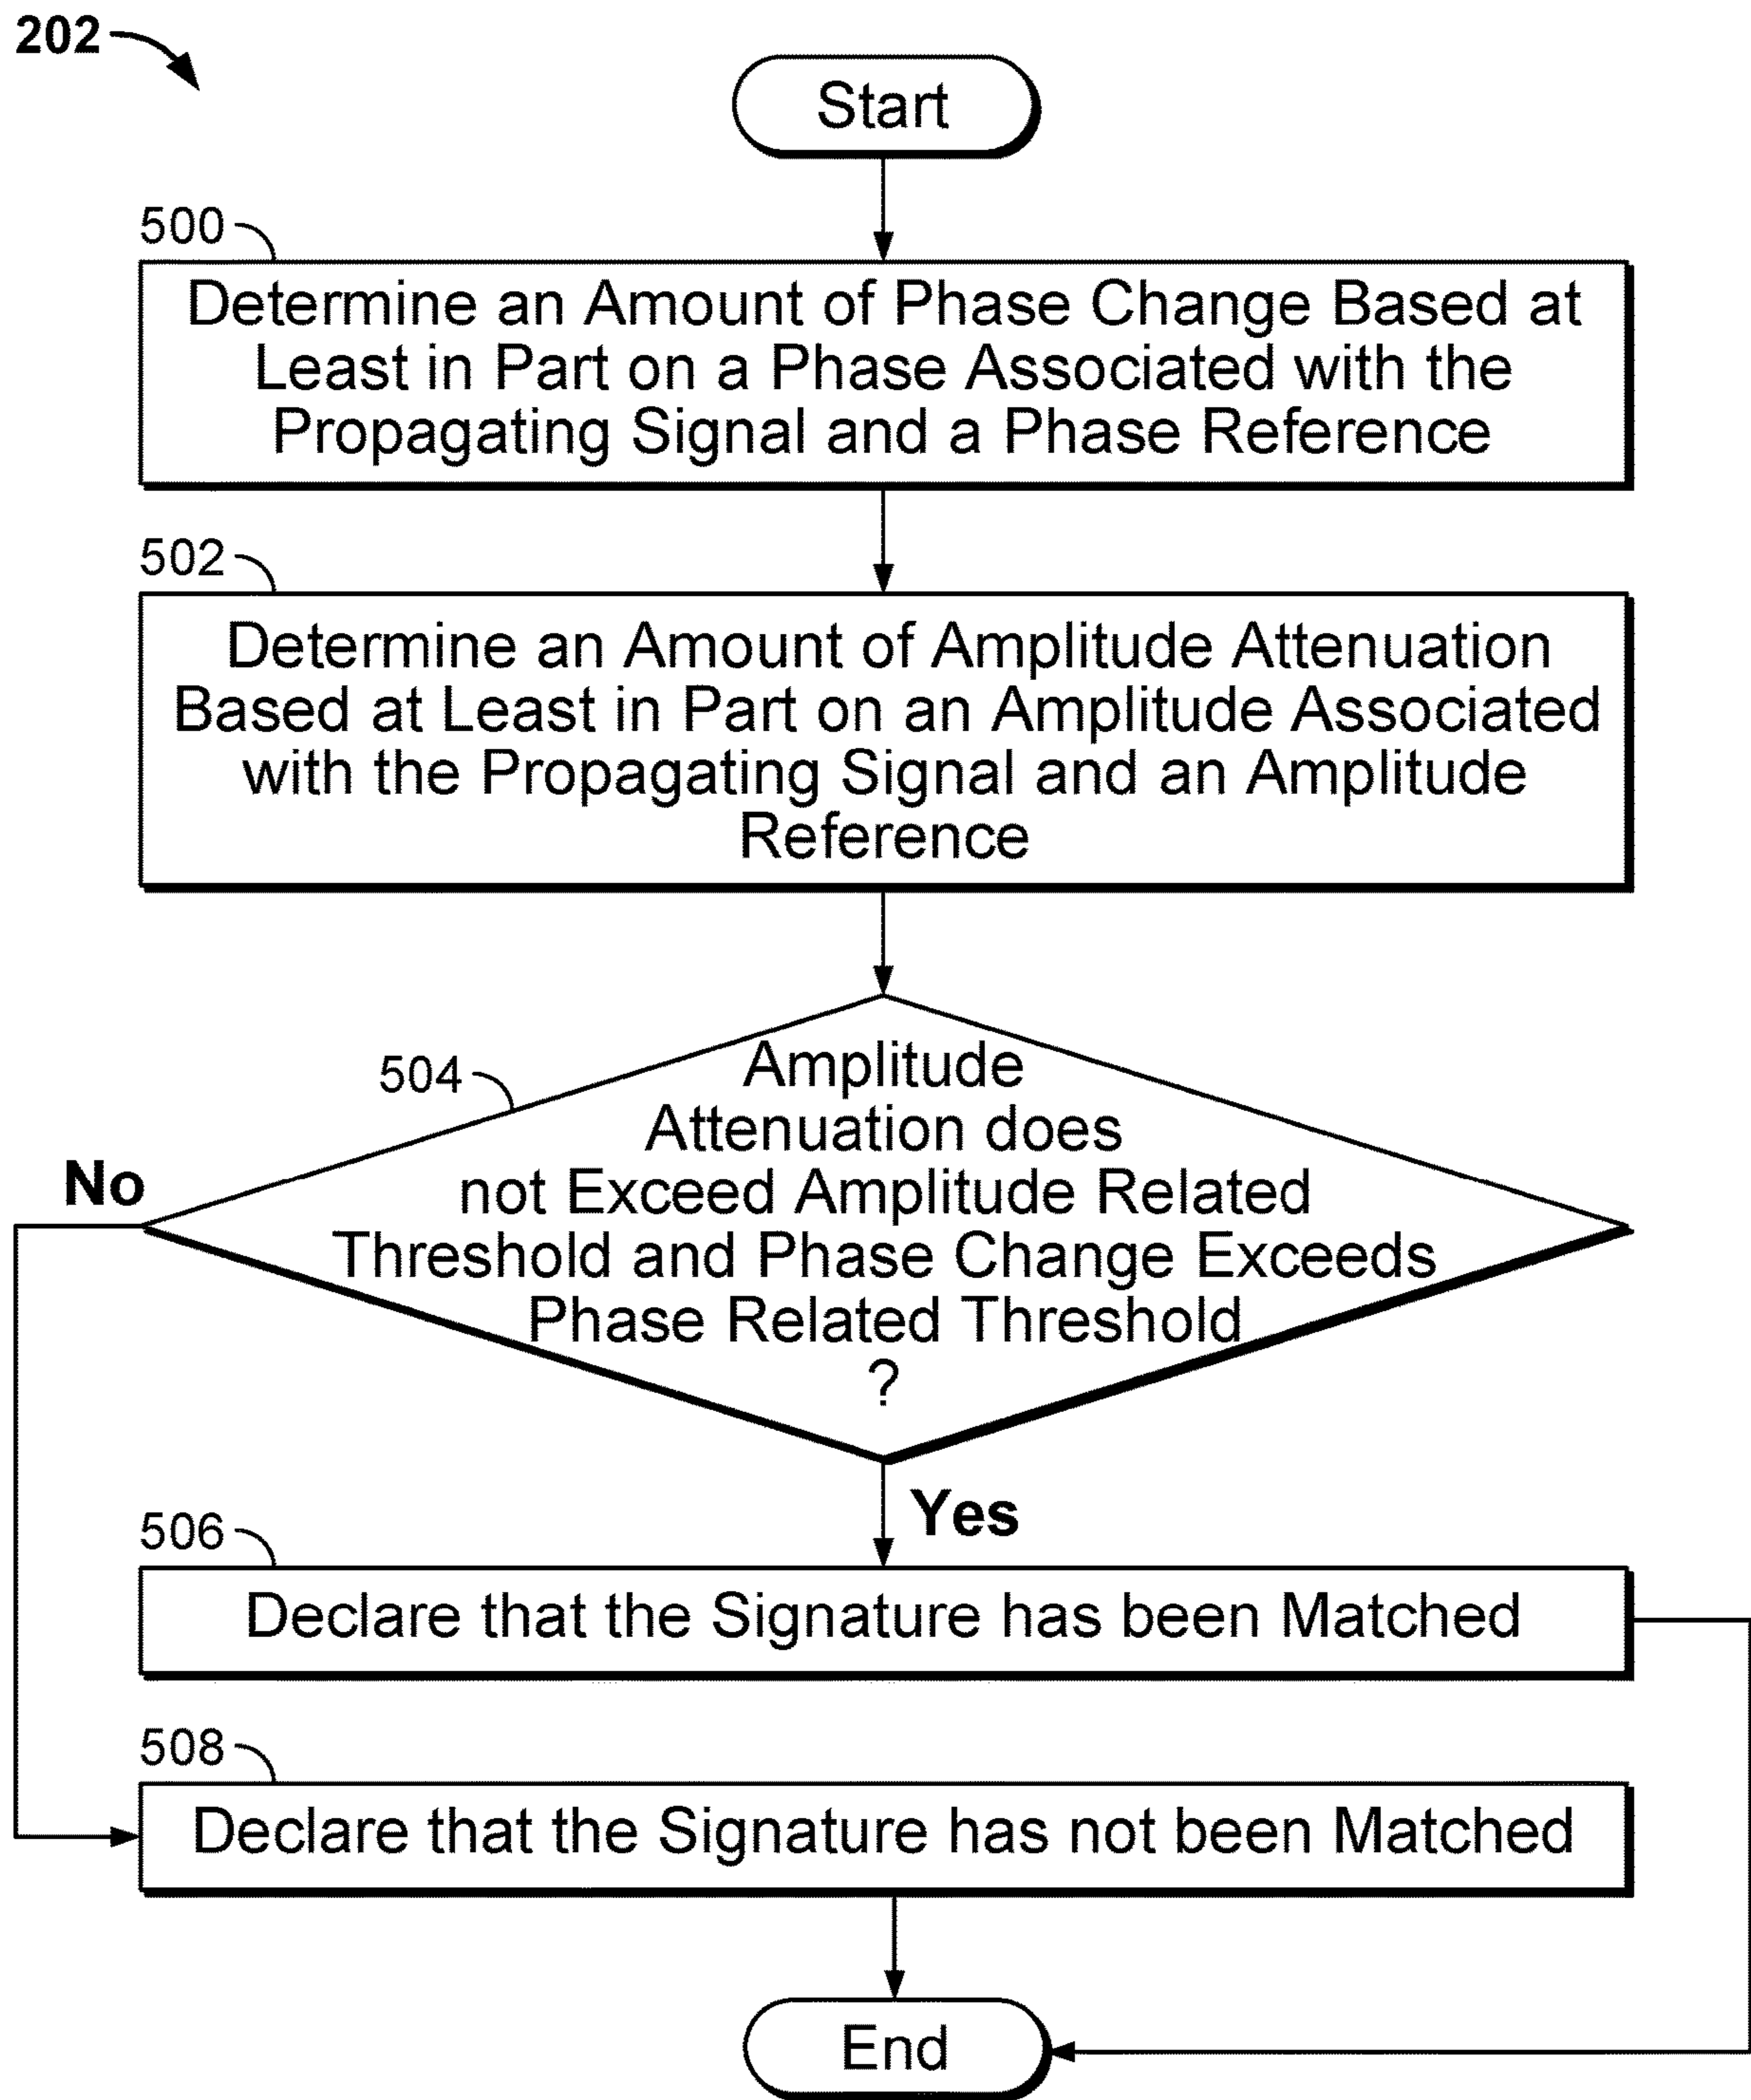 202
Start
500
Determine an Amount of Phase Change Based at
Least in Part on a Phase Associated with the
Propagating Signal and a Phase Reference
502
Determine an Amount of Amplitude Attenuation
Based at Least in Part on an Amplitude Associated
with the Propagating Signal and an Amplitude
Reference
504
Amplitude
Attenuation does
not Exceed Amplitude Related
Threshold and Phase Change Exceeds
Phase Related Threshold
?
No
Yes
506
Declare that the Signature has been Matched
508
Declare that the Signature has not been Matched
End